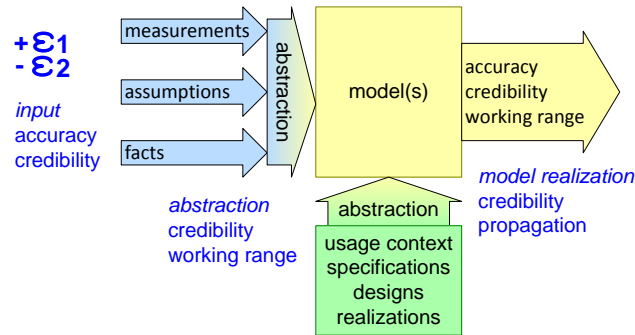 +ε1
- ε2
input
accuracy
credibility
measurements
assumptions
facts
abstraction
model(s)
accuracy
credibility
working range
abstraction
credibility
working range
abstraction
usage context
specifications
designs
realizations
model realization
credibility
propagation